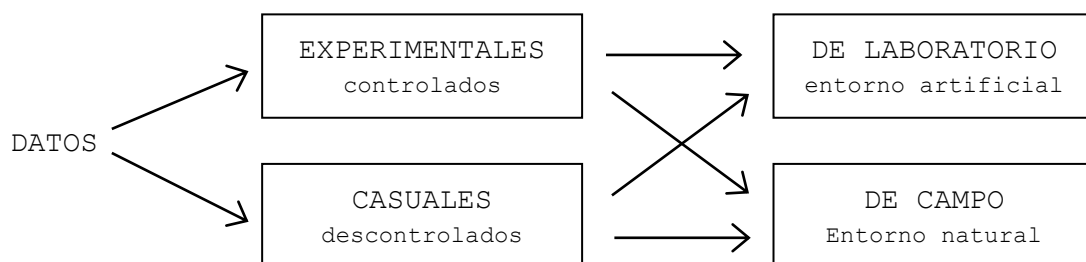 EXPERIMENTALES
controlados
DE LABORATORIO
entorno artificial
DATOS
CASUALES
descontrolados
DE CAMPO
Entorno natural